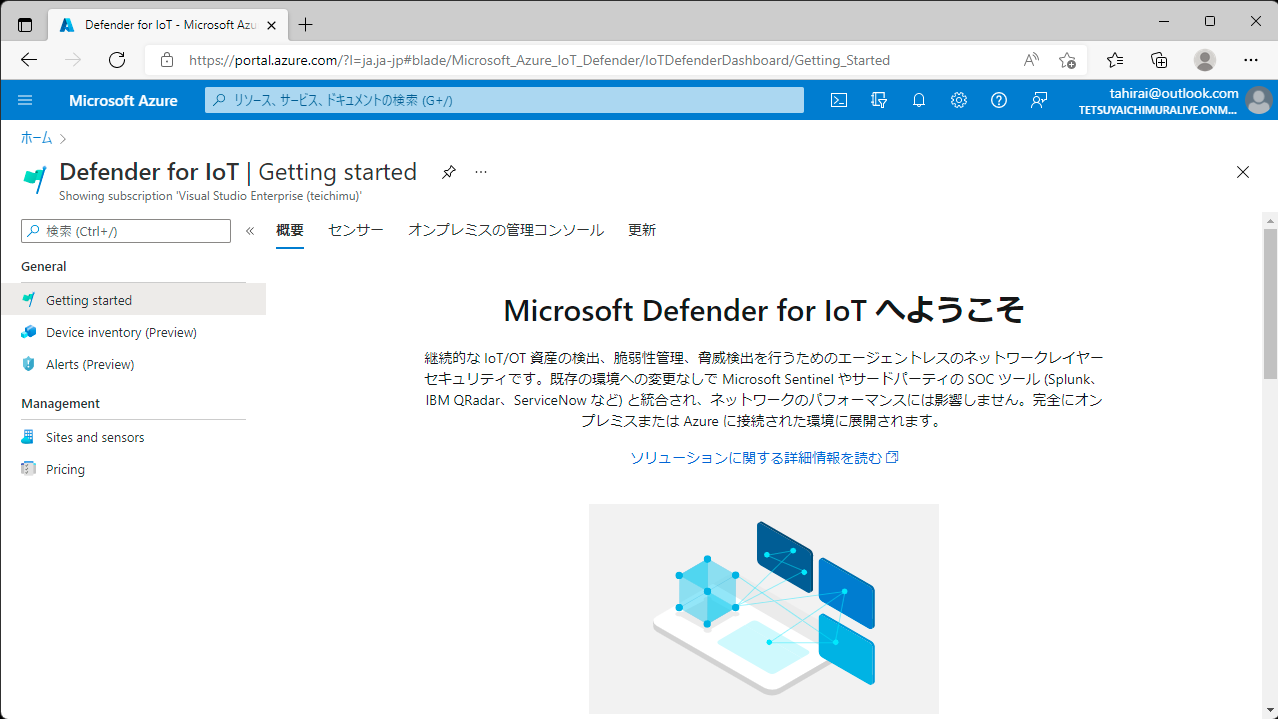 Defender for IoT - Microsoft Azu
https://portal.azure.com/?l=ja.ja-jp#blade/Microsoft_Azure_IoT_Defender/IoTDefenderDashboard/Getting_Started
Microsoft Azure
リソース、サービス、ドキュメントの検索 (G+/)
tahirai@outlook.com
TETSUYAICHIMURALIVE.ONM...
ホーム
Defender for IoT | Getting started
Showing subscription 'Visual Studio Enterprise (teichimu)'
検索 (Ctrl+/)
概要 センサー オンプレミスの管理コンソール 更新
General
Getting started
Device inventory (Preview)
Alerts (Preview)
Management
Sites and sensors
Pricing
Microsoft Defender for IoT へようこそ
継続的な IoT/OT 資産の検出、脆弱性管理、脅威検出を行うためのエージェントレスのネットワークレイヤー
セキュリティです。既存の環境への変更なしで Microsoft Sentinel やサードパーティの SOC ツール (Splunk、
IBM QRadar、ServiceNow など) と統合され、ネットワークのパフォーマンスには影響しません。完全にオン
プレミスまたは Azure に接続された環境に展開されます。
ソリューションに関する詳細情報を読む